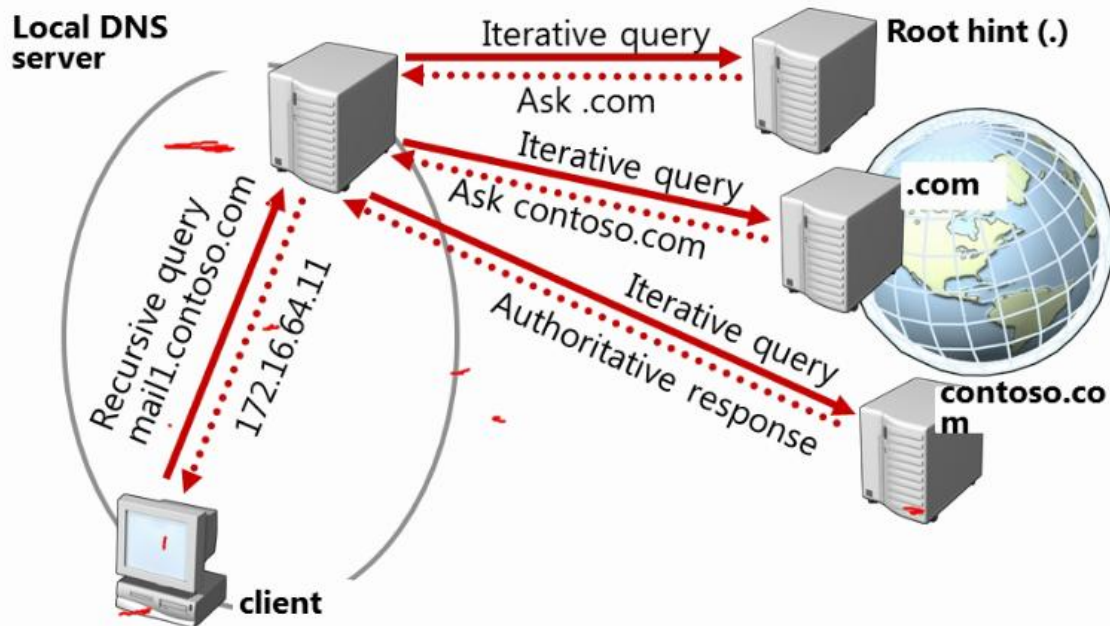 Local DNS
server
Iterative query
Root hint (.)
Ask .com
Iterative query
.com
Ask contoso.com
Iterative query
Authoritative response
contoso.co
m
Recursive query
mail1.contoso.com
172.16.64.11
client